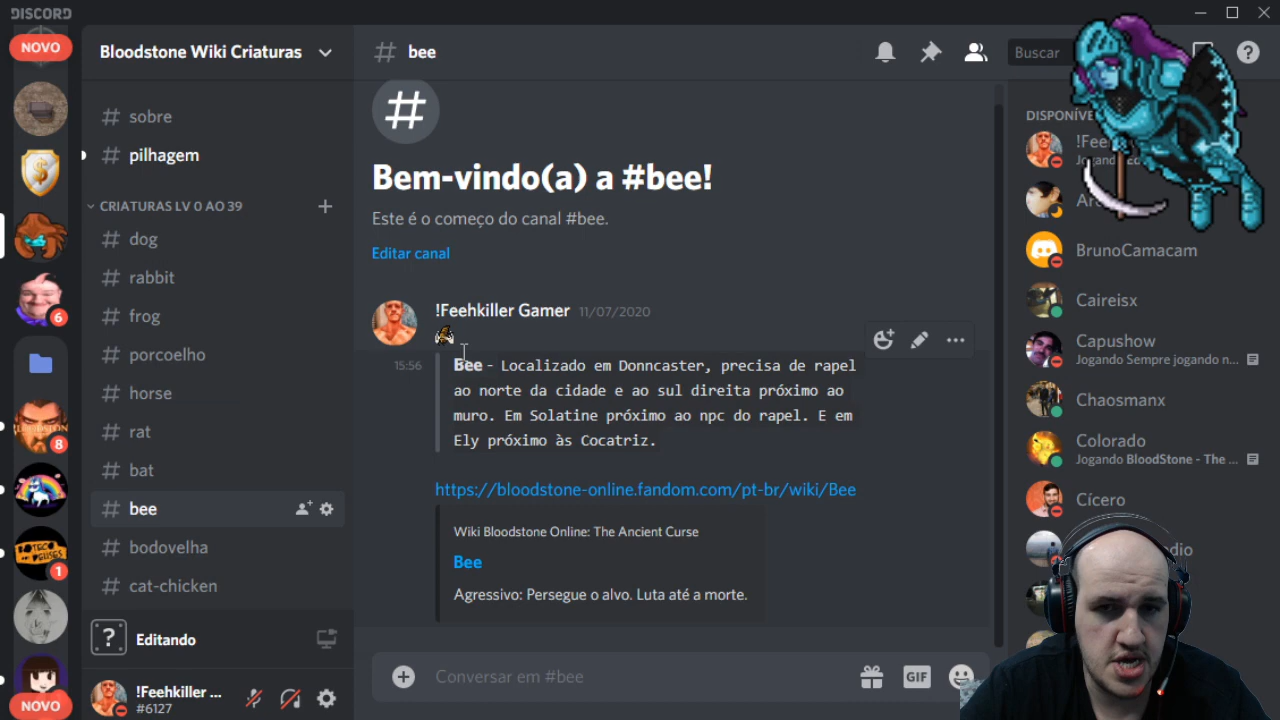 DISCORD
NOVO
6
8
1
NOVO
Bloodstone Wiki Criaturas
sobre
pilhagem
CRIATURAS LV 0 AO 39
dog
rabbit
frog
porcoelho
horse
rat
bat
bee
bodovelha
cat-chicken
? Editando
!Feehkiller ...
#6127
# bee
Buscar
?
#
Bem-vindo(a) a #bee!
Este é o começo do canal #bee.
Editar canal
!Feehkiller Gamer 11/07/2020
15:56
Bee - Localizado em Donncaster, precisa de rapel
ao norte da cidade e ao sul direita próximo ao
muro. Em Solatine próximo ao npc do rapel. E em
Ely próximo às Cocatriz.
https://bloodstone-online.fandom.com/pt-br/wiki/Bee
Wiki Bloodstone Online: The Ancient Curse
Bee
Agressivo: Persegue o alvo. Luta até a morte.
Conversar em #bee
GIF
BrunoCamacam
Caireisx
Capushow
Jogando Sempre jogando n...
Chaosmanx
Colorado
Jogando BloodStone - The ...
Cícero